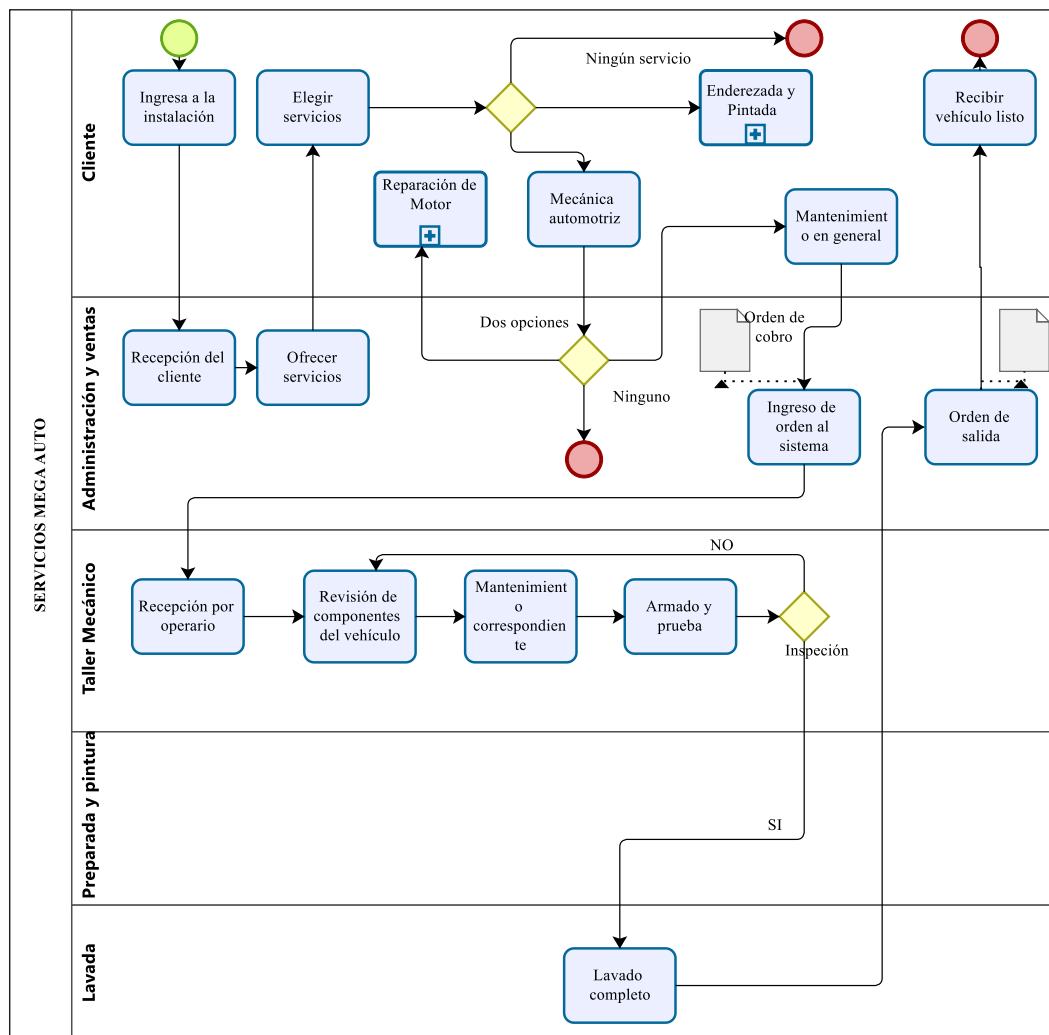 SERVICIOS MEGA AUTO
Cliente
Ingresa a la
instalación
Elegir
servicios
Ningún servicio
Enderezada y
Pintada
Recibir
vehículo listo
Reparación de
Motor
Mecánica
automotriz
Mantenimient
o en general
Administración y ventas
Recepción del
cliente
Ofrecer
servicios
Dos opciones
Ninguno
Orden de
cobro
Ingreso de
orden al
sistema
Orden de
salida
Taller Mecánico
NO
Recepción por
operario
Revisión de
componentes
del vehículo
Mantenimient
o
correspondien
te
Armado y
prueba
Inspeción
Preparada y pintura
SI
Lavada
Lavado
completo